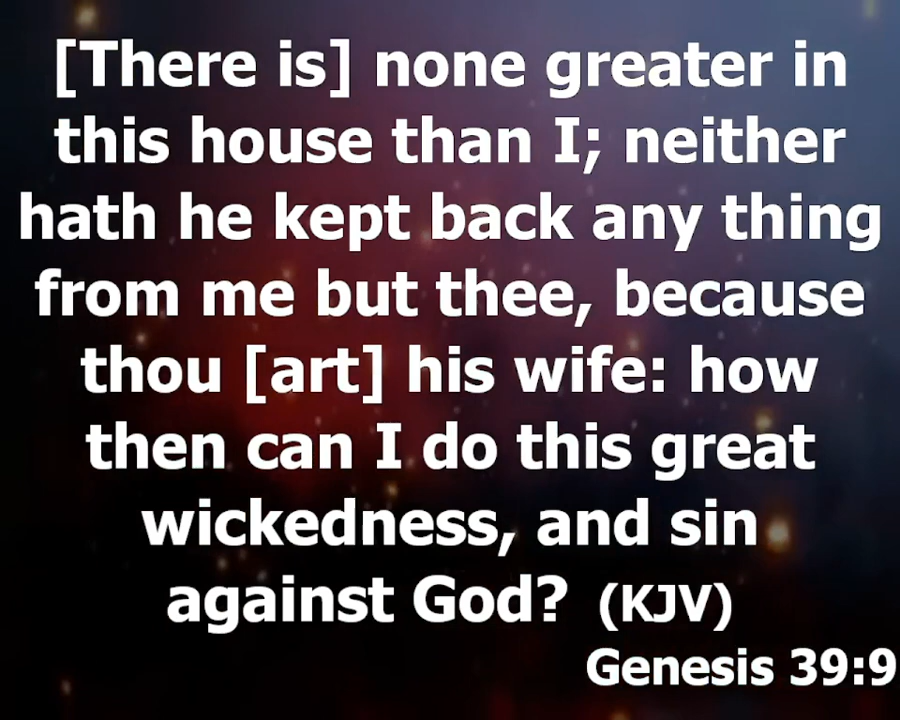 [There is] none greater in
this house than I; neither
hath he kept back any thing
from me but thee, because
thou [art] his wife: how
then can I do this great
wickedness, and sin
against God? (KJV)
Genesis 39:9